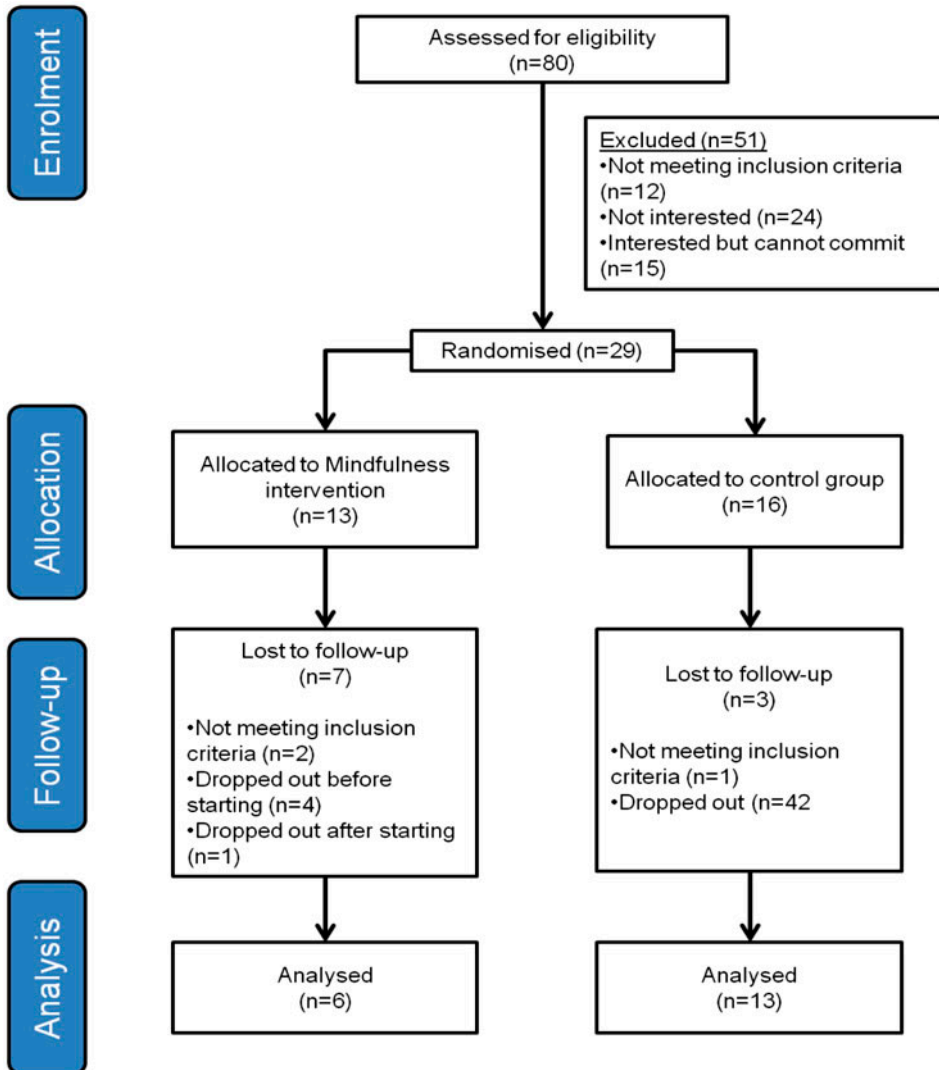 Enrolment
Assessed for eligibility
(n=80)
Excluded (n=51)
•Not meeting inclusion criteria
(n=12)
•Not interested (n=24)
•Interested but cannot commit
(n=15)
Randomised (n=29)
Allocation
Allocated to Mindfulness
intervention
(n=13)
Allocated to control group
(n=16)
Follow-up
Lost to follow-up
(n=7)
•Not meeting inclusion
criteria (n=2)
•Dropped out before
starting (n=4)
•Dropped out after starting
(n=1)
Lost to follow-up
(n=3)
•Not meeting inclusion
criteria (n=1)
•Dropped out (n=42
Analysis
Analysed
(n=6)
Analysed
(n=13)